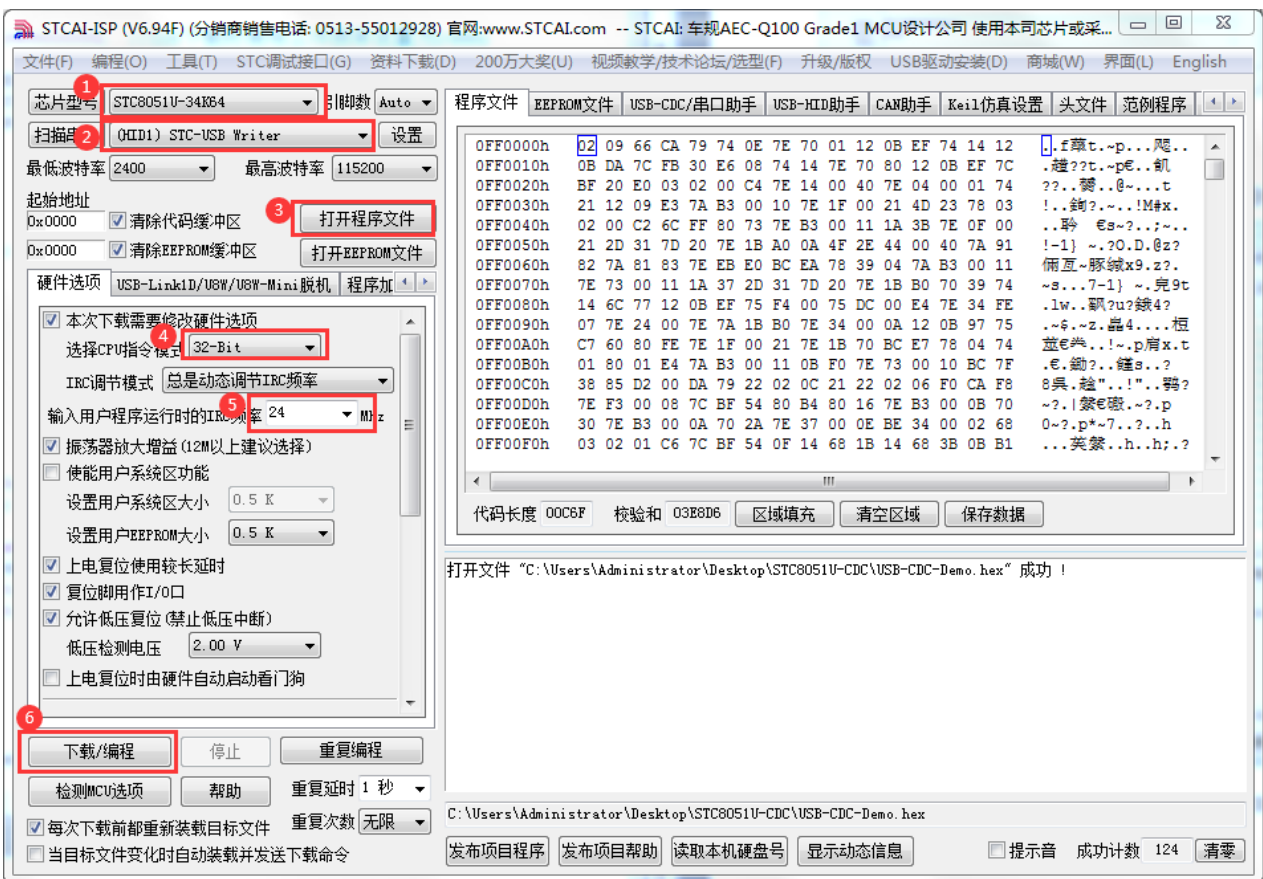 STCAI-ISP (V6.94F) (分销商销售电话: 0513-55012928) 官网:www.STCAI.com -- STCAI: 车规AEC-Q100 Grade1 MCU设计公司 使用本司芯片或采...
文件(F) 编程(O) 工具(T) STC调试接口(G) 资料下载(D) 200万大奖(U) 视频教学/技术论坛/选型(F) 升级/版权 USB驱动安装(D) 商城(W) 界面(L) English
1
芯片型号 STC8051U-34K64 引脚数 Auto
2
扫描串 (HID1) STC-USB Writer 设置
最低波特率 2400 最高波特率 115200
起始地址
3
0x0000 清除代码缓冲区 打开程序文件
0x0000 清除EEPROM缓冲区 打开EEPROM文件
硬件选项 USB-Link1D/U8W/U8W-Mini脱机 程序加
本次下载需要修改硬件选项
4
选择CPU指令模式 32-Bit
IRC调节模式 总是动态调节IRC频率
5
输入用户程序运行时的IRC频率 24 MHz
振荡器放大增益(12M以上建议选择)
使能用户系统区功能
设置用户系统区大小 0.5 K
设置用户EEPROM大小 0.5 K
上电复位使用较长延时
复位脚用作I/O口
允许低压复位(禁止低压中断)
低压检测电压 2.00 V
上电复位时由硬件自动启动看门狗
6
下载/编程 停止 重复编程
检测MCU选项 帮助 重复延时 1 秒
每次下载前都重新装载目标文件 重复次数 无限
当目标文件变化时自动装载并发送下载命令
程序文件 EEPROM文件 USB-CDC/串口助手 USB-HID助手 CAN助手 Keil仿真设置 头文件 范例程序
0FF0000h 02 09 66 CA 79 74 0E 7E 70 01 12 0B EF 74 14 12
0FF0010h 0B DA 7C FB 30 E6 08 74 14 7E 70 80 12 0B EF 7C
0FF0020h BF 20 E0 03 02 00 C4 7E 14 00 40 7E 04 00 01 74
0FF0030h 21 12 09 E3 7A B3 00 10 7E 1F 00 21 4D 23 78 03
0FF0040h 02 00 C2 6C FF 80 73 7E B3 00 11 1A 3B 7E 0F 00
0FF0050h 21 2D 31 7D 20 7E 1B A0 0A 4F 2E 44 00 40 7A 91
0FF0060h 82 7A 81 83 7E EB E0 BC EA 78 39 04 7A B3 00 11
0FF0070h 7E 73 00 11 1A 37 2D 31 7D 20 7E 1B B0 70 39 74
0FF0080h 14 6C 77 12 0B EF 75 F4 00 75 DC 00 E4 7E 34 FE
0FF0090h 07 7E 24 00 7E 7A 1B B0 7E 34 00 0A 12 0B 97 75
0FF00A0h C7 60 80 FE 7E 1F 00 21 7E 1B 70 BC E7 78 04 74
0FF00B0h 01 80 01 E4 7A B3 00 11 0B F0 7E 73 00 10 BC 7F
0FF00C0h 38 85 D2 00 DA 79 22 02 0C 21 22 02 06 F0 CA F8
0FF00D0h 7E F3 00 08 7C BF 54 80 B4 80 16 7E B3 00 0B 70
0FF00E0h 30 7E B3 00 0A 70 2A 7E 37 00 0E BE 34 00 02 68
0FF00F0h 03 02 01 C6 7C BF 54 0F 14 68 1B 14 68 3B 0B B1
代码长度 00C6F 校验和 03E8D6 区域填充 清空区域 保存数据
打开文件 “C:\Users\Administrator\Desktop\STC8051U-CDC\USB-CDC-Demo.hex” 成功 !
C:\Users\Administrator\Desktop\STC8051U-CDC\USB-CDC-Demo.hex
发布项目程序 发布项目帮助 读取本机硬盘号 显示动态信息 提示音 成功计数 124 清零